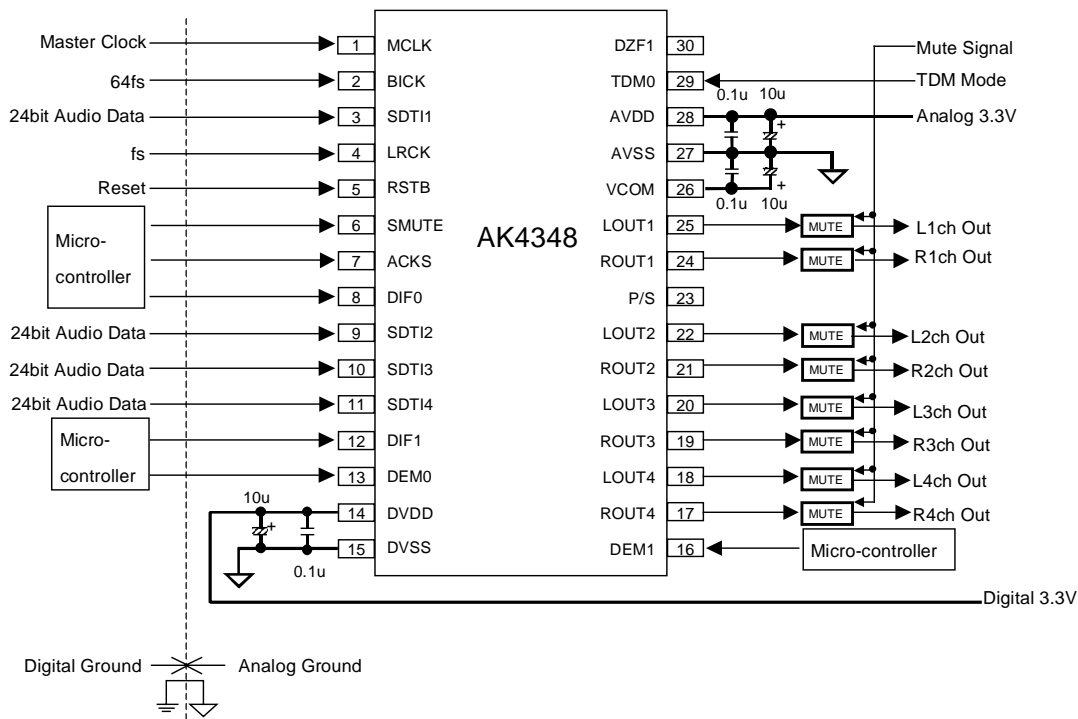 Master Clock 1 MCLK DZF1 30 Mute Signal
64fs 2 BICK TDM0 29 TDM Mode
0.1u 10u
24bit Audio Data 3 SDTI1 AVDD 28 + Analog 3.3V
fs 4 LRCK AVSS 27
Reset 5 RSTB VCOM 26 +
0.1u 10u
Micro-
controller
6 SMUTE AK4348 LOUT1 25 MUTE L1ch Out
7 ACKS ROUT1 24 MUTE R1ch Out
8 DIF0 P/S 23
24bit Audio Data 9 SDTI2 LOUT2 22 MUTE L2ch Out
24bit Audio Data 10 SDTI3 ROUT2 21 MUTE R2ch Out
24bit Audio Data 11 SDTI4 LOUT3 20 MUTE L3ch Out
Micro-
controller
12 DIF1 ROUT3 19 MUTE R3ch Out
13 DEM0 LOUT4 18 MUTE L4ch Out
10u
14 DVDD ROUT4 17 MUTE R4ch Out
+
15 DVSS DEM1 16 Micro-controller
0.1u
Digital 3.3V
Digital Ground Analog Ground